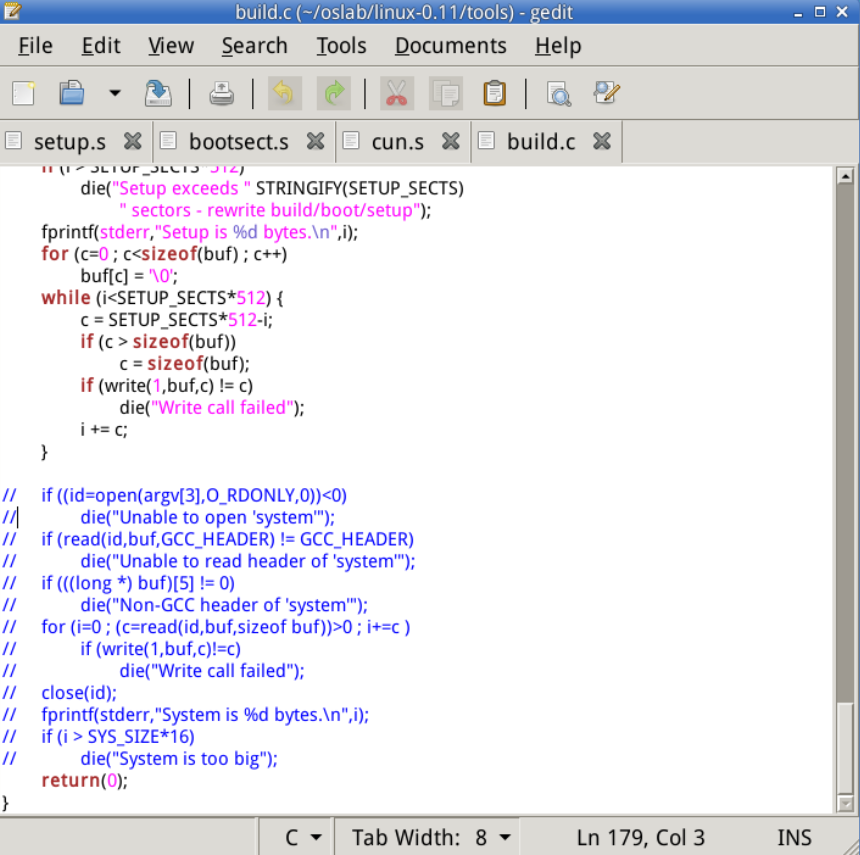 build.c (~/oslab/linux-0.11/tools) - gedit
File Edit View Search Tools Documents Help
setup.s bootsect.s cun.s build.c
if (i > SETUP_SECTS*512)
die("Setup exceeds " STRINGIFY(SETUP_SECTS)
" sectors - rewrite build/boot/setup");
fprintf(stderr,"Setup is %d bytes.\n",i);
for (c=0 ; c<sizeof(buf) ; c++)
buf[c] = '\0';
while (i<SETUP_SECTS*512) {
c = SETUP_SECTS*512-i;
if (c > sizeof(buf))
c = sizeof(buf);
if (write(1,buf,c) != c)
die("Write call failed");
i += c;
}
// if ((id=open(argv[3],O_RDONLY,0))<0)
// die("Unable to open 'system'");
// if (read(id,buf,GCC_HEADER) != GCC_HEADER)
// die("Unable to read header of 'system'");
// if (((long *) buf)[5] != 0)
// die("Non-GCC header of 'system'");
// for (i=0 ; (c=read(id,buf,sizeof buf))>0 ; i+=c )
// if (write(1,buf,c)!=c)
// die("Write call failed");
// close(id);
// fprintf(stderr,"System is %d bytes.\n",i);
// if (i > SYS_SIZE*16)
// die("System is too big");
return(0);
}
C Tab Width: 8 Ln 179, Col 3 INS